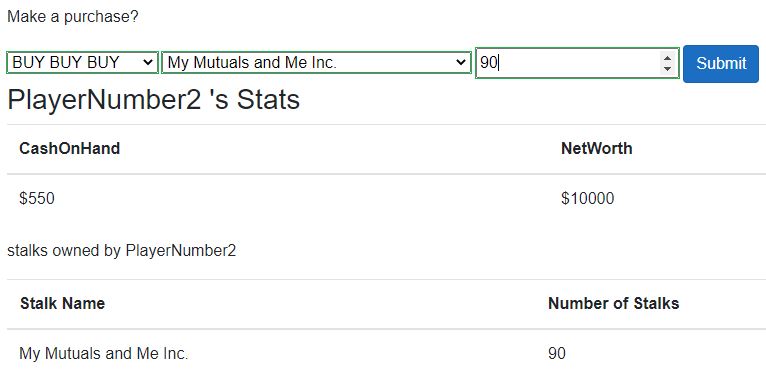 Make a purchase?
BUY BUY BUY My Mutuals and Me Inc. 90 Submit
PlayerNumber2 's Stats
CashOnHand NetWorth
$550 $10000
stalks owned by PlayerNumber2
Stalk Name Number of Stalks
My Mutuals and Me Inc. 90